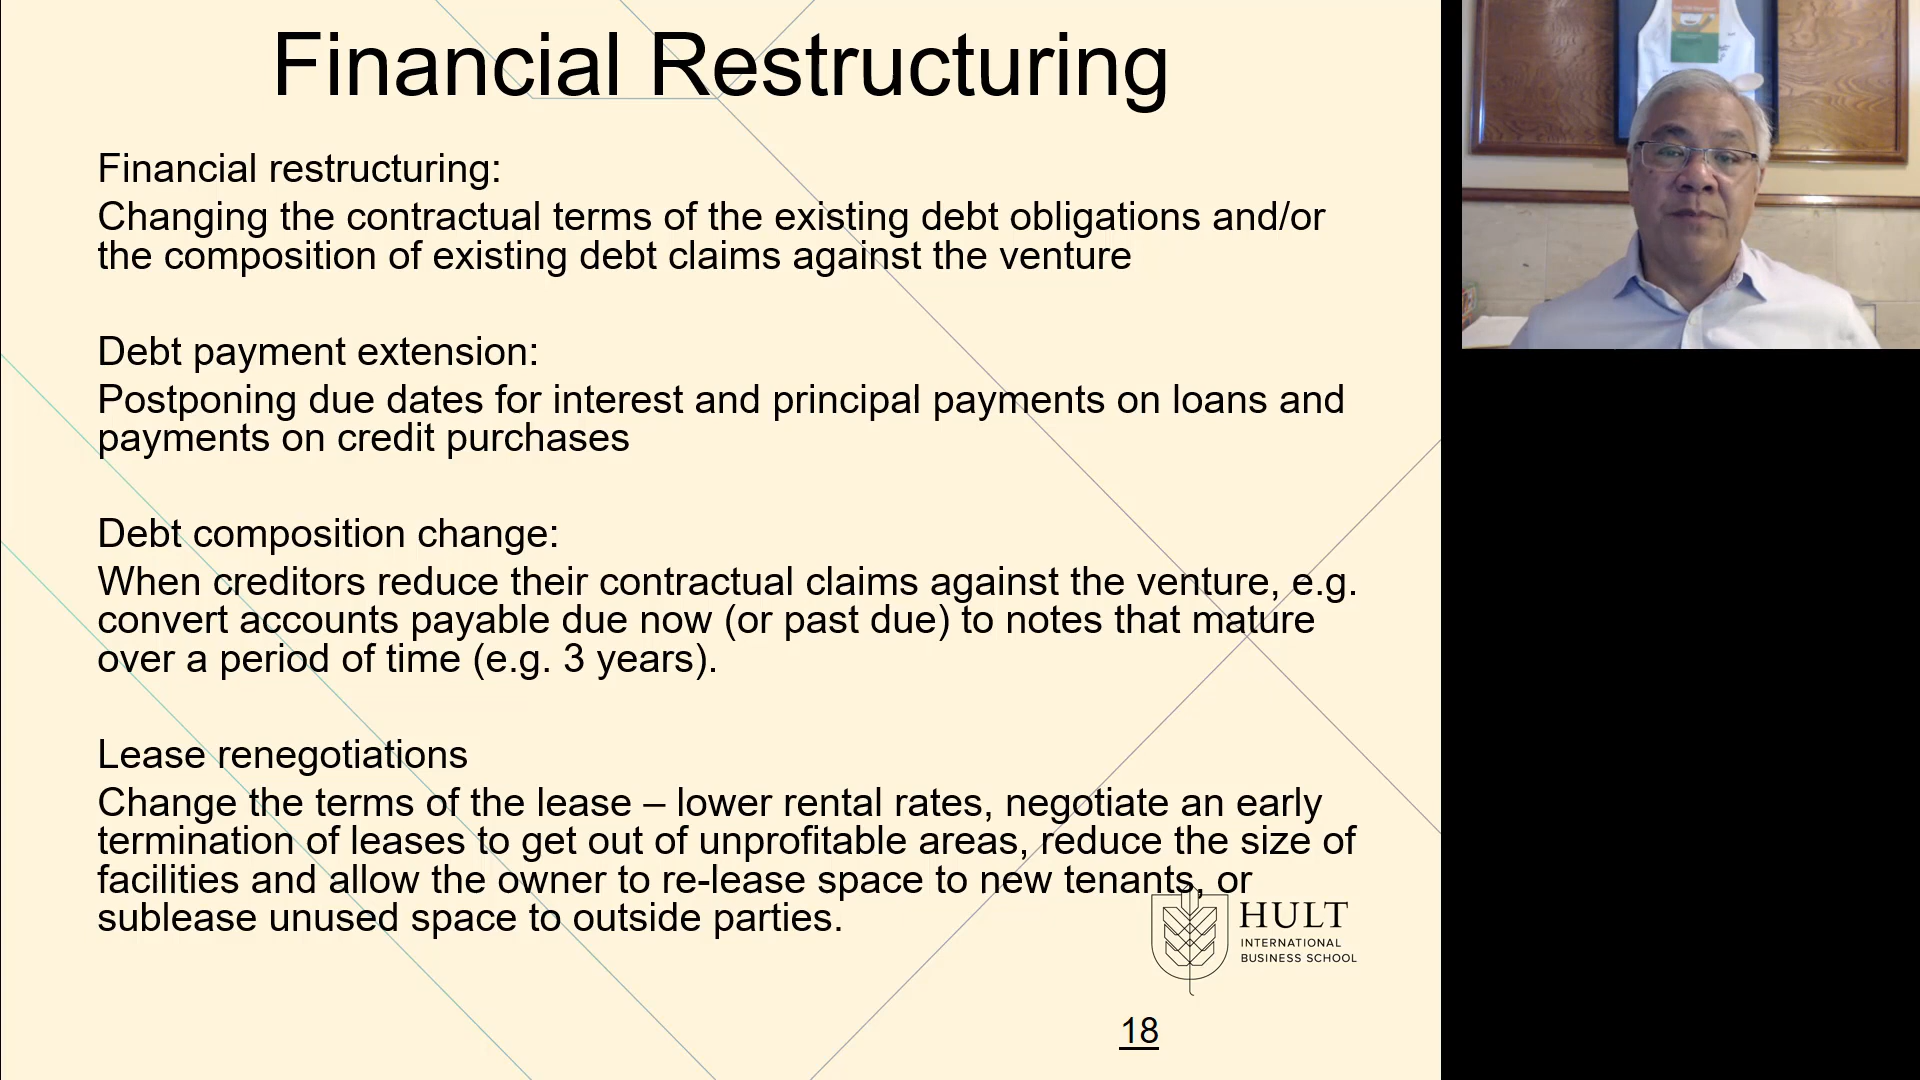 Financial Restructuring
Financial restructuring:
Changing the contractual terms of the existing debt obligations and/or
the composition of existing debt claims against the venture
Debt payment extension:
Postponing due dates for interest and principal payments on loans and
payments on credit purchases
Debt composition change:
When creditors reduce their contractual claims against the venture, e.g.
convert accounts payable due now (or past due) to notes that mature
over a period of time (e.g. 3 years).
Lease renegotiations
Change the terms of the lease – lower rental rates, negotiate an early
termination of leases to get out of unprofitable areas, reduce the size of
facilities and allow the owner to re-lease space to new tenants, or
sublease unused space to outside parties.
HULT
INTERNATIONAL
BUSINESS SCHOOL
18